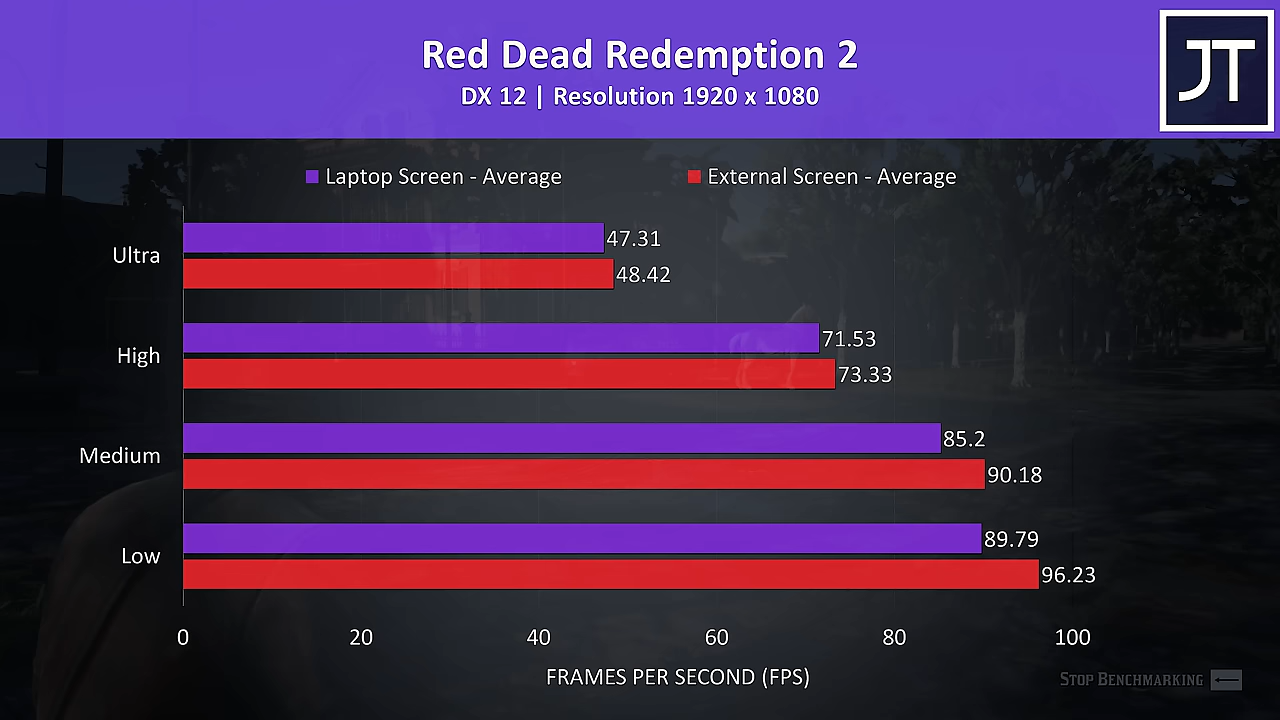 Red Dead Redemption 2
DX 12 | Resolution 1920 x 1080
JT
Laptop Screen - Average
External Screen - Average
Ultra
47.31
48.42
High
71.53
73.33
Medium
85.2
90.18
Low
89.79
96.23
0 20 40 60 80 100
FRAMES PER SECOND (FPS)
STOP BENCHMARKING